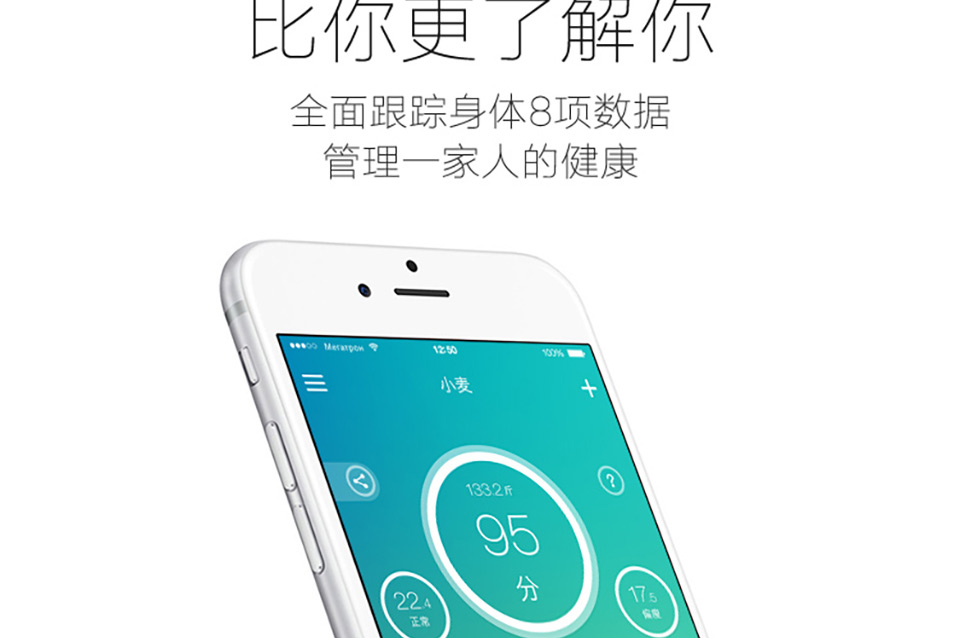 比你更了解你
全面跟踪身体8项数据
管理一家人的健康
Мегатрон
12:50
100%
小麦
?
133.2斤
95
分
22.4
正常
17.5
偏瘦